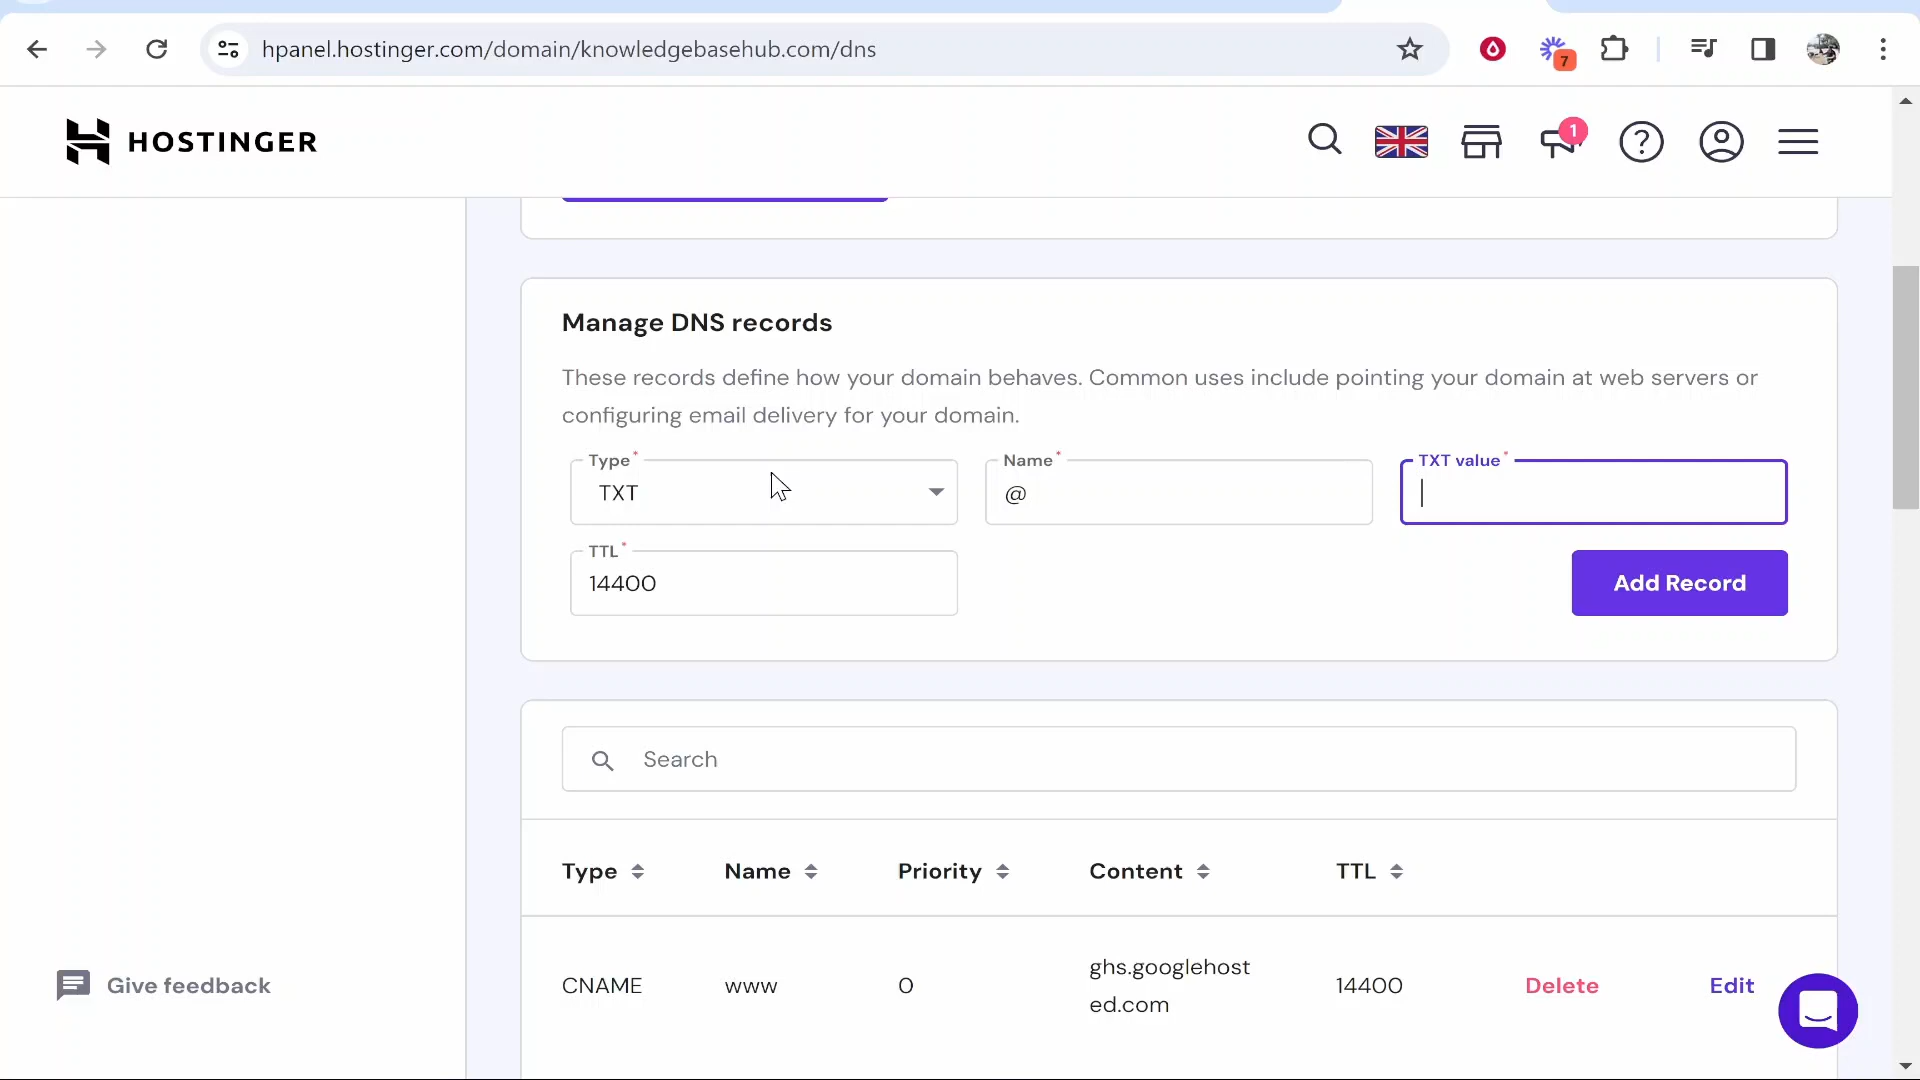 hpanel.hostinger.com/domain/knowledgebasehub.com/dns
7
HOSTINGER
1
Manage DNS records
These records define how your domain behaves. Common uses include pointing your domain at web servers or
configuring email delivery for your domain.
Type*
Name*
TXT value*
TXT
@
TTL*
14400
Add Record
Search
Type
Name
Priority
Content
TTL
CNAME
www
0
ghs.googlehost
ed.com
14400
Delete
Edit
Give feedback